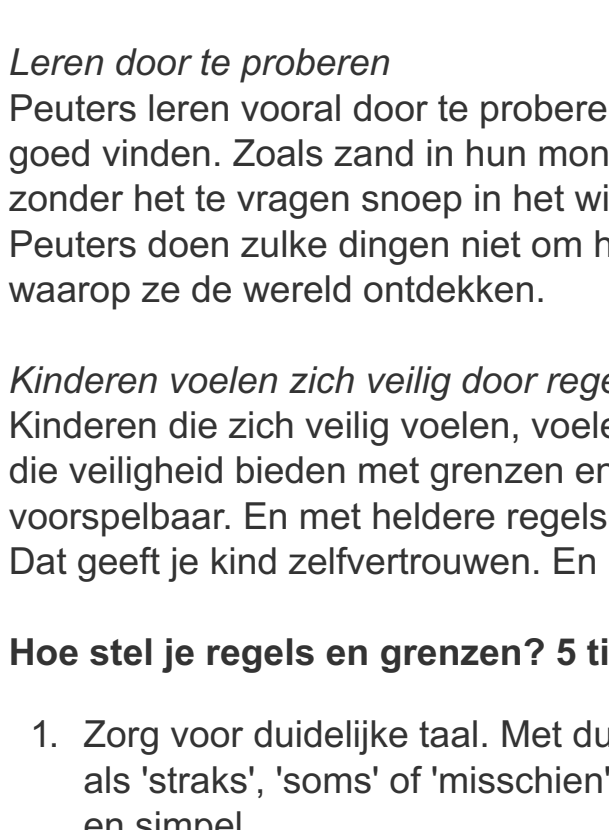 Leren door te proberen
Peuters leren vooral door te probere
goed vinden. Zoals zand in hun mon
zonder het te vragen snoep in het wi
Peuters doen zulke dingen niet om h
waarop ze de wereld ontdekken.
Kinderen voelen zich veilig door rege
Kinderen die zich veilig voelen, voele
die veiligheid bieden met grenzen en
voorspelbaar. En met heldere regels
Dat geeft je kind zelfvertrouwen. En
Hoe stel je regels en grenzen? 5 ti
1. Zorg voor duidelijke taal. Met du
als 'straks', 'soms' of 'misschien'
en simpel